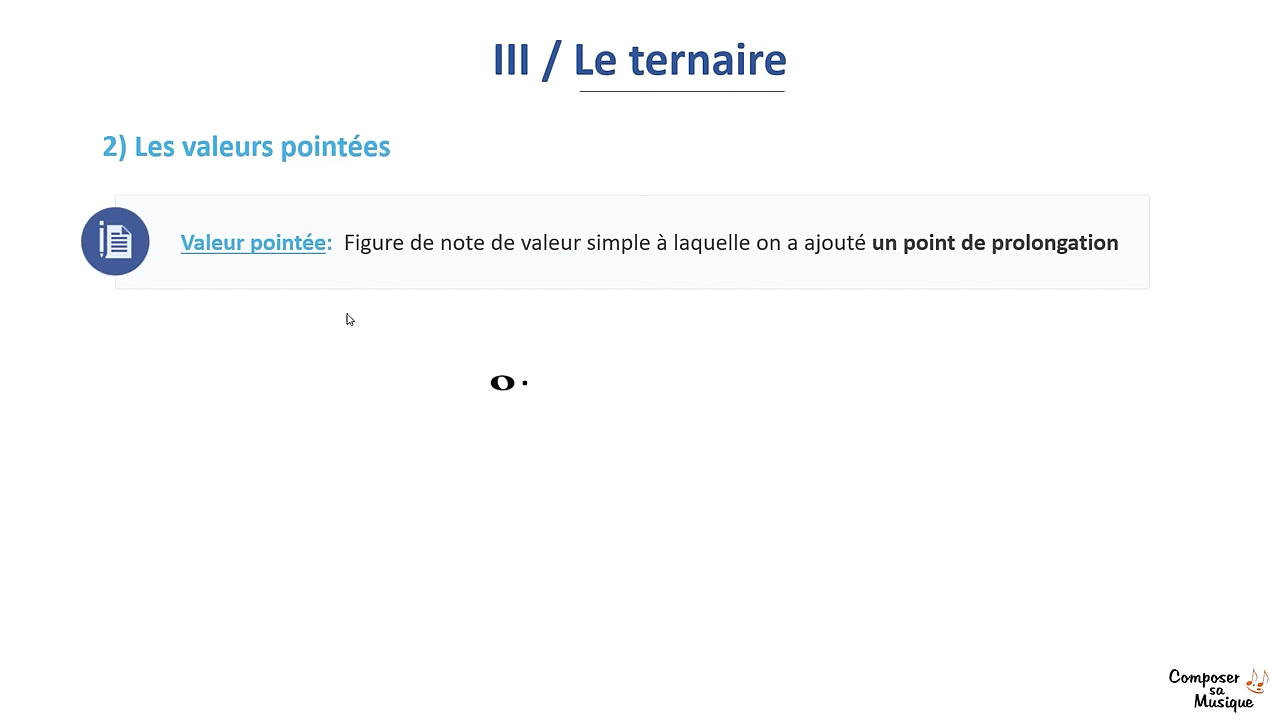 III / Le ternaire
2) Les valeurs pointées
Valeur pointée: Figure de note de valeur simple à laquelle on a ajouté un point de prolongation
Composer
sa
Musique